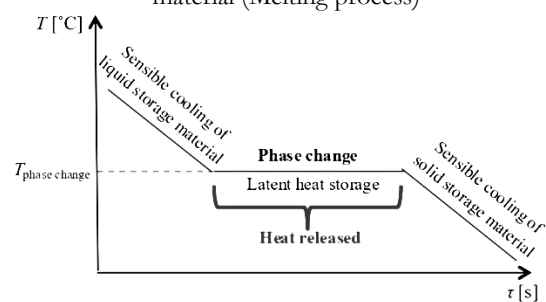 material (Melting process)
T [°C]
Sensible cooling of
liquid storage material
Phase change
T phase change
Latent heat storage
Heat released
Sensible cooling of
solid storage material
τ [s]